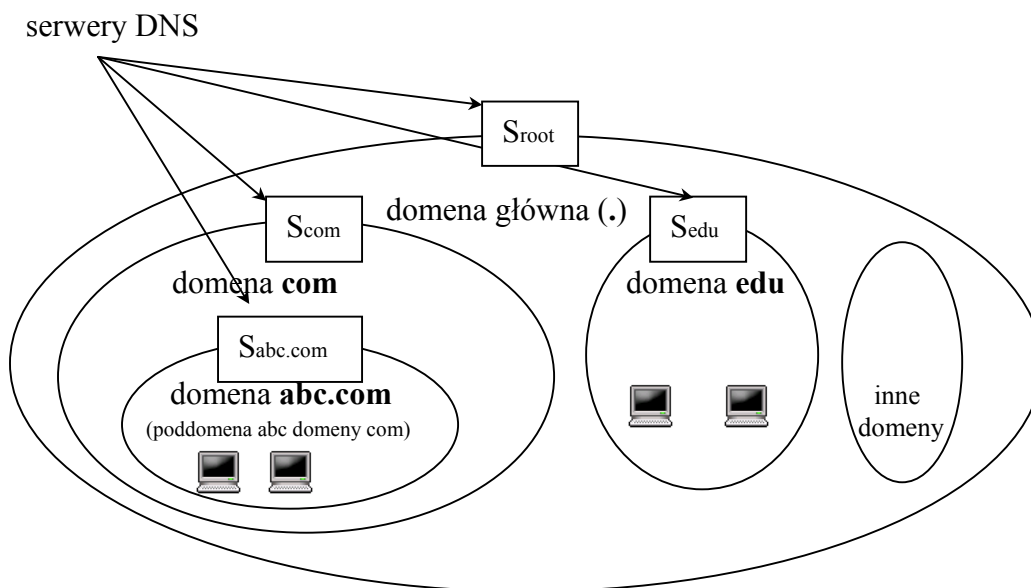 serwery DNS
Sroot
domena główna (.)
Scom
Sedu
domena com
domena edu
Sabc.com
domena abc.com
(poddomena abc domeny com)
inne
domeny